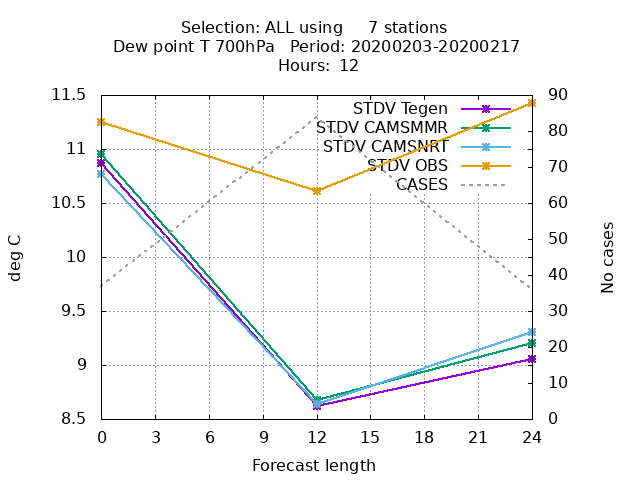 Selection: ALL using     7 stations
Dew point T 700hPa   Period: 20200203-20200217
Hours:  12
11.5
11
10.5
10
9.5
9
8.5
deg C
90
80
70
60
50
40
30
20
10
0
No cases
STDV Tegen
STDV CAMSMMR
STDV CAMSNRT
STDV OBS
CASES
0 3 6 9 12 15 18 21 24
Forecast length